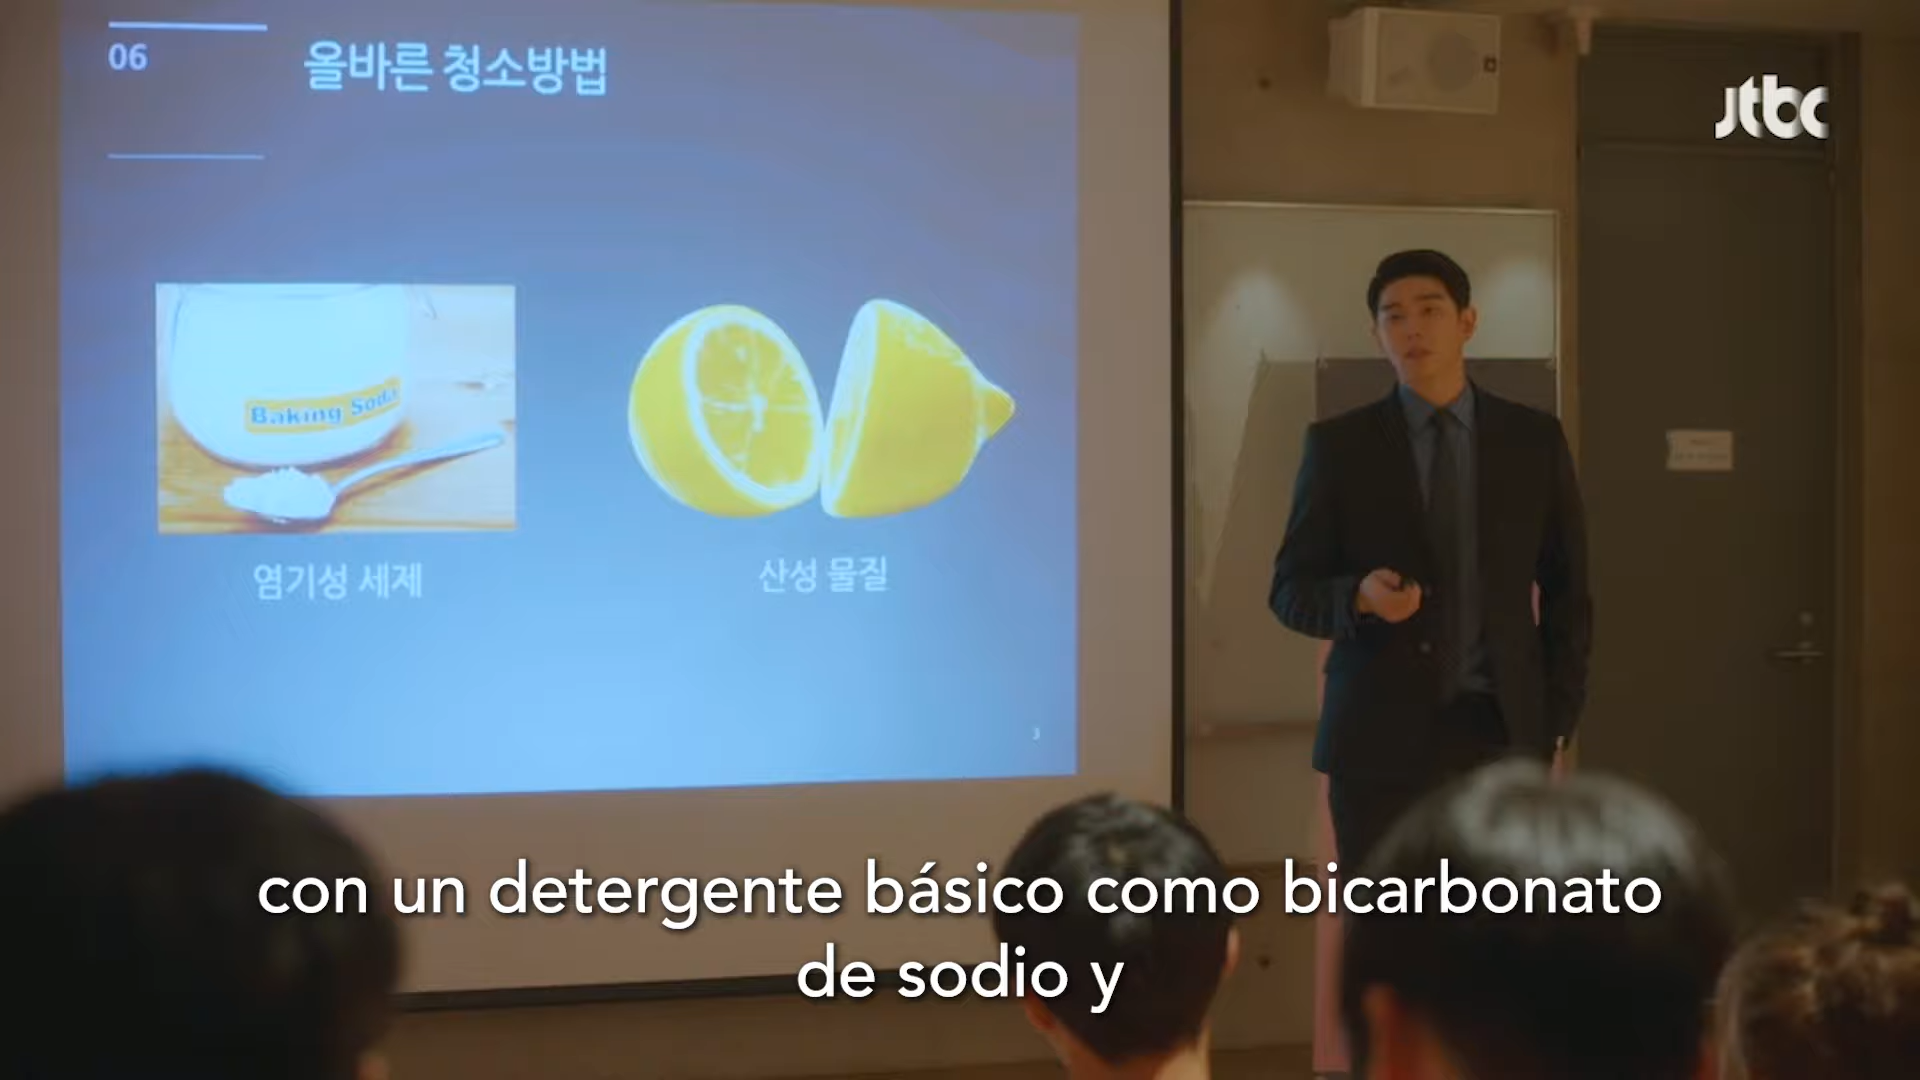 06
올바른 청소방법
jtbc
Baking Soda
염기성 세제
산성 물질
3
con un detergente básico como bicarbonato
de sodio y